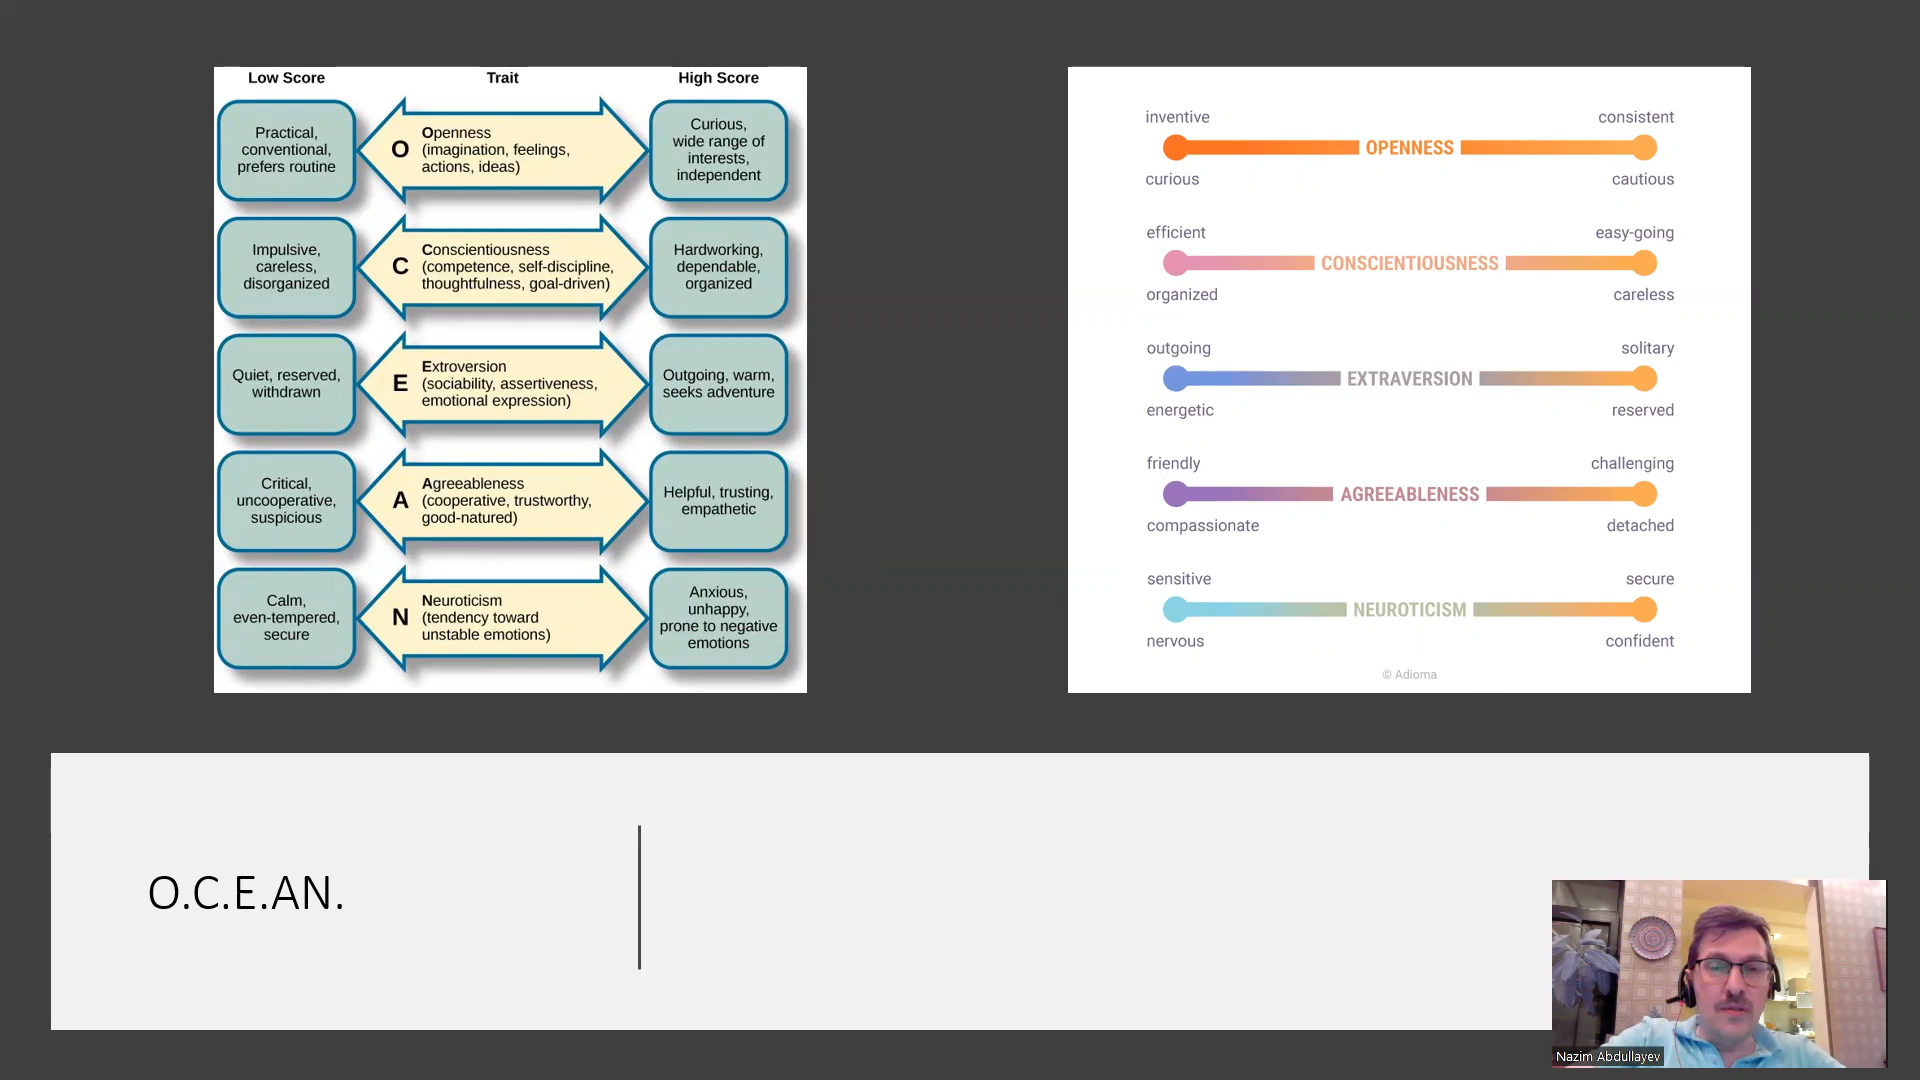 Low Score
Trait
High Score
Practical,
conventional,
prefers routine
O
Openness
(imagination, feelings,
actions, ideas)
Curious,
wide range of
interests,
independent
Impulsive,
careless,
disorganized
C
Conscientiousness
(competence, self-discipline,
thoughtfulness, goal-driven)
Hardworking,
dependable,
organized
Quiet, reserved,
withdrawn
E
Extroversion
(sociability, assertiveness,
emotional expression)
Outgoing, warm,
seeks adventure
Critical,
uncooperative,
suspicious
A
Agreeableness
(cooperative, trustworthy,
good-natured)
Helpful, trusting,
empathetic
Calm,
even-tempered,
secure
N
Neuroticism
(tendency toward
unstable emotions)
Anxious,
unhappy,
prone to negative
emotions
inventive
consistent
OPENNESS
curious
cautious
efficient
easy-going
CONSCIENTIOUSNESS
organized
careless
outgoing
solitary
EXTRAVERSION
energetic
reserved
friendly
challenging
AGREEABLENESS
compassionate
detached
sensitive
secure
NEUROTICISM
nervous
confident
© Adioma
O.C.E.AN.
Nazim Abdullayev